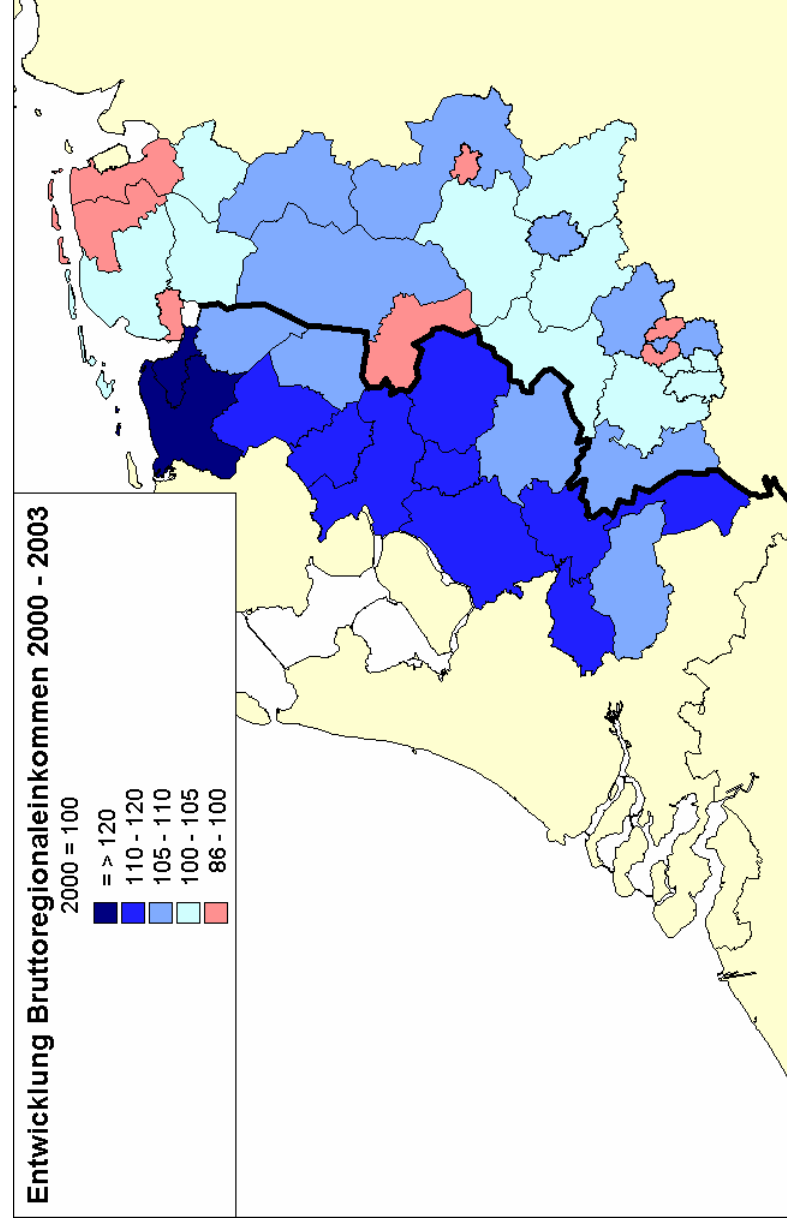 Entwicklung Bruttoregionaleinkommen 2000 - 2003
2000 = 100
= > 120
110 - 120
105 - 110
100 - 105
86 - 100